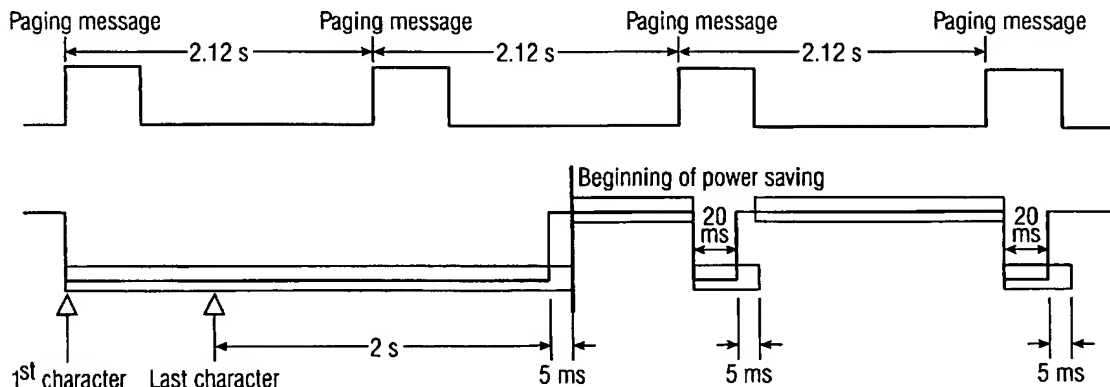 Paging message Paging message Paging message Paging message
2.12 s 2.12 s 2.12 s
Beginning of power saving
20 ms
20 ms
2 s
5 ms 5 ms 5 ms
1st character Last character